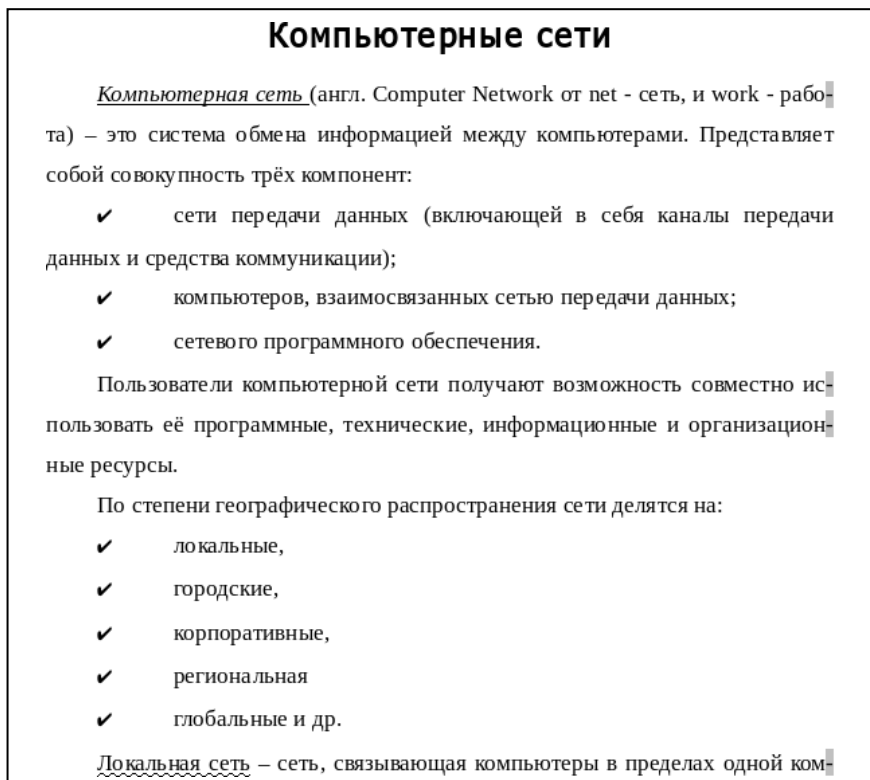 Компьютерные сети
Компьютерная сеть (англ. Computer Network от net - сеть, и work - рабо-
та) – это система обмена информацией между компьютерами. Представляет
собой совокупность трёх компонент:
✔ сети передачи данных (включающей в себя каналы передачи
данных и средства коммуникации);
✔ компьютеров, взаимосвязанных сетью передачи данных;
✔ сетевого программного обеспечения.
Пользователи компьютерной сети получают возможность совместно ис-
пользовать её программные, технические, информационные и организацион-
ные ресурсы.
По степени географического распространения сети делятся на:
✔ локальные,
✔ городские,
✔ корпоративные,
✔ региональная
✔ глобальные и др.
Локальная сеть – сеть, связывающая компьютеры в пределах одной ком-